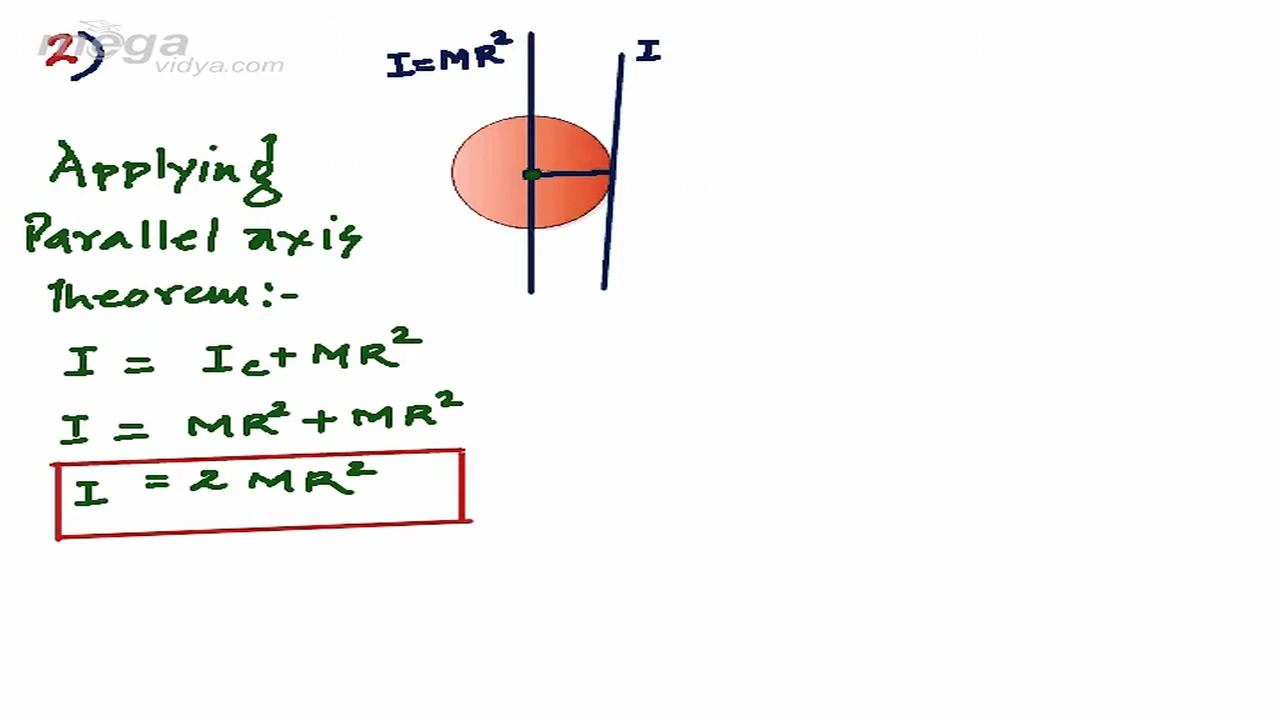 mega
vidya.com
2)
I=MR²
I
Applying
Parallel axis
Theorem:-
I = Ic+MR²
I = MR²+MR²
I = 2MR²